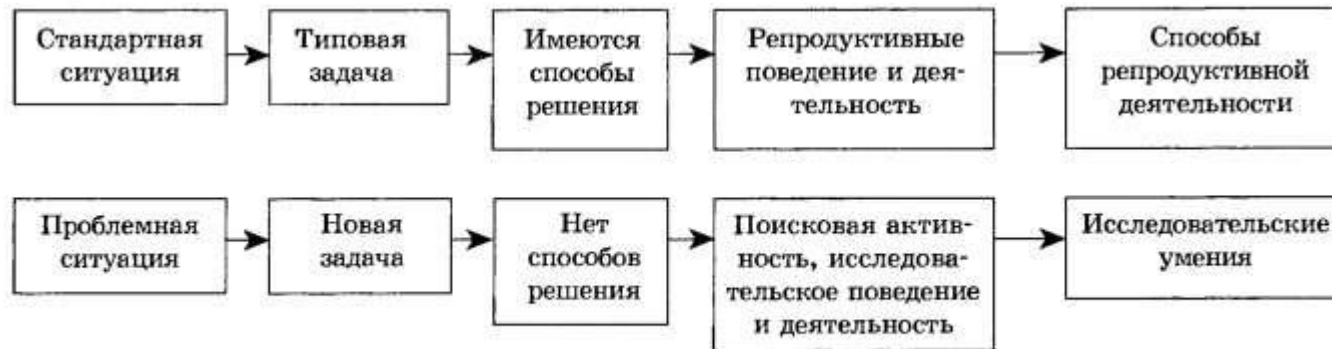 Стандартная
ситуация
Типовая
задача
Имеются
способы
решения
Репродуктивные
поведение и дея-
тельность
Способы
репродуктивной
деятельности
Проблемная
ситуация
Новая
задача
Нет
способов
решения
Поисковая актив-
ность, исследова-
тельское поведение
и деятельность
Исследовательские
умения